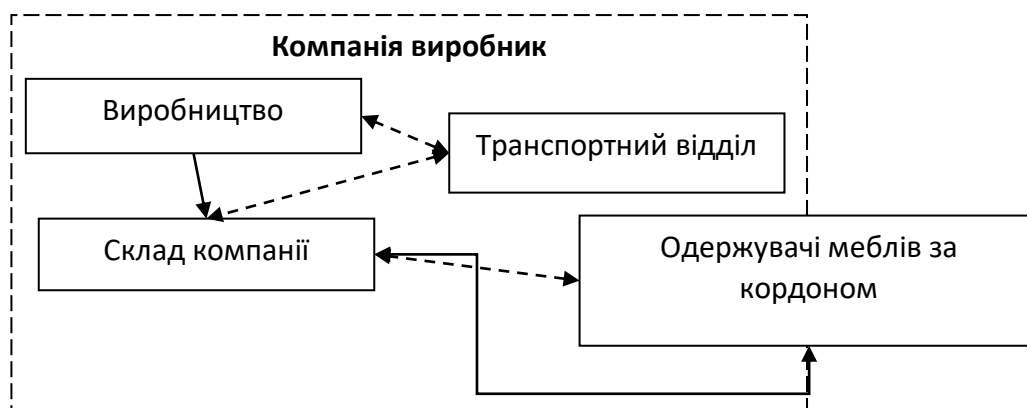 Компанія виробник
Виробництво
Транспортний відділ
Склад компанії
Одержувачі меблів за
кордоном